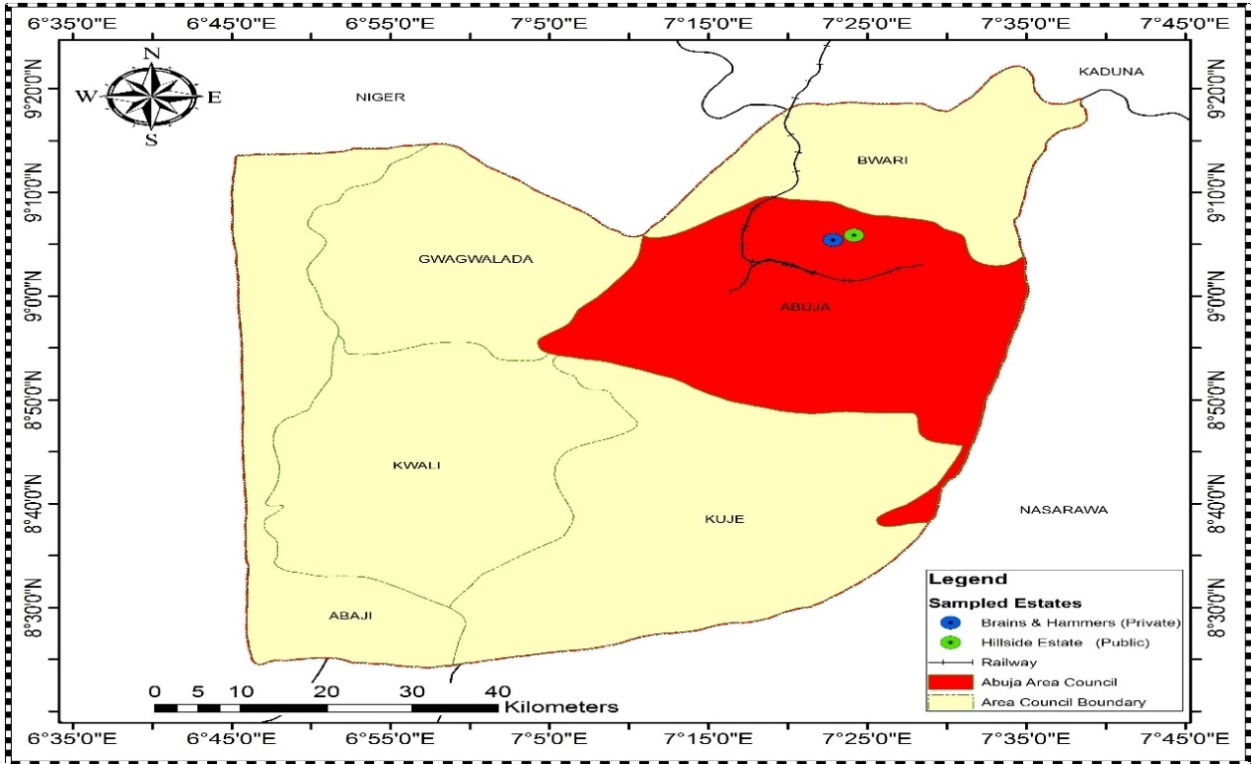 6°35'0"E 6°45'0"E 6°55'0"E 7°5'0"E 7°15'0"E 7°25'0"E 7°35'0"E 7°45'0"E
N
W E
S
NIGER
KADUNA
9°20'0"N 9°20'0"N
BWARI
9°10'0"N 9°10'0"N
GWAGWALADA
9°0'0"N 9°0'0"N
ABUJA
8°50'0"N 8°50'0"N
KWALI
8°40'0"N 8°40'0"N
KUJE
NASARAWA
8°30'0"N 8°30'0"N
ABAJI
Legend
Sampled Estates
Brains & Hammers (Private)
Hillside Estate (Public)
Railway
Abuja Area Council
Area Council Boundary
0 5 10 20 30 40
Kilometers
6°35'0"E 6°45'0"E 6°55'0"E 7°5'0"E 7°15'0"E 7°25'0"E 7°35'0"E 7°45'0"E